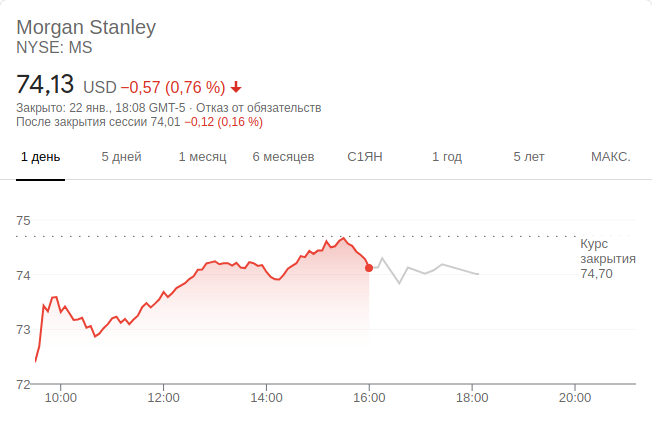 Morgan Stanley
NYSE: MS
74,13 USD −0,57 (0,76 %)
Закрыто: 22 янв., 18:08 GMT-5 · Отказ от обязательств
После закрытия сессии 74,01 −0,12 (0,16 %)
1 день 5 дней 1 месяц 6 месяцев С1ЯН 1 год 5 лет МАКС.
75
Курс
закрытия
74,70
74
73
72
10:00 12:00 14:00 16:00 18:00 20:00